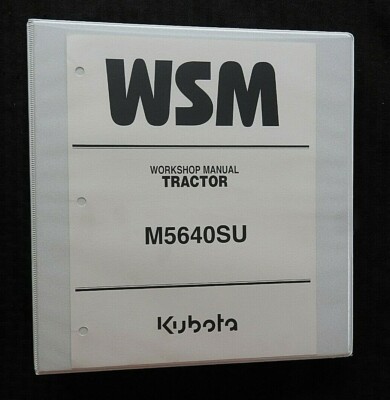 WSM
WORKSHOP MANUAL
TRACTOR
M5640SU
Kubota